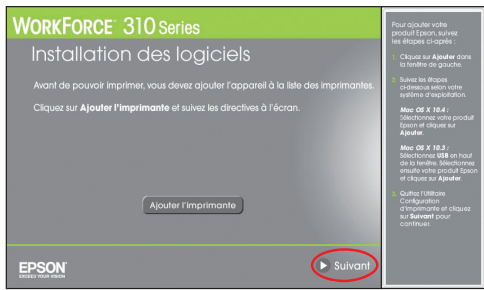 WORKFORCE 310 Series
Installation des logiciels
Avant de pouvoir imprimer, vous devez ajouter l'appareil à la liste des imprimantes.
Cliquez sur Ajouter l'imprimante et suivez les directives à l'écran.
Ajouter l'Imprimante
EPSON
EXCEED YOUR VISION
Suivant
Pour ajouter votre
produit Epson, suivez
les étapes ci-après :
1. Cliquez sur Ajouter dans
la fenêtre de gauche.
2. Suivez les étapes
ci-dessous selon votre
système d'exploitation.
Mac OS X 10.4 :
Sélectionnez votre produit
Epson et cliquez sur
Ajouter.
Mac OS X 10.3 :
Sélectionnez USB en haut
de la fenêtre. Sélectionnez
ensuite votre produit Epson
et cliquez sur Ajouter.
3. Quittez l'Utilitaire
Configuration
d'imprimante et cliquez
sur Suivant pour
continuer.